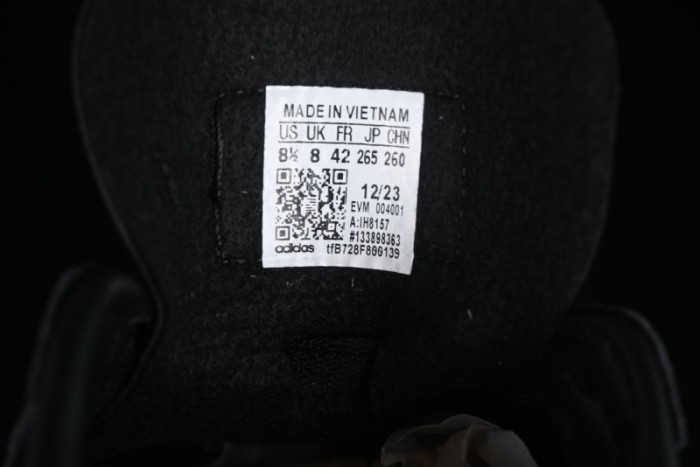 MADE IN VIETNAM
US UK FR JP CHN
8½ 8 42 265 260
12/23
EVM 004001
A:IH8157
#133898363
adidas tfB728F800139